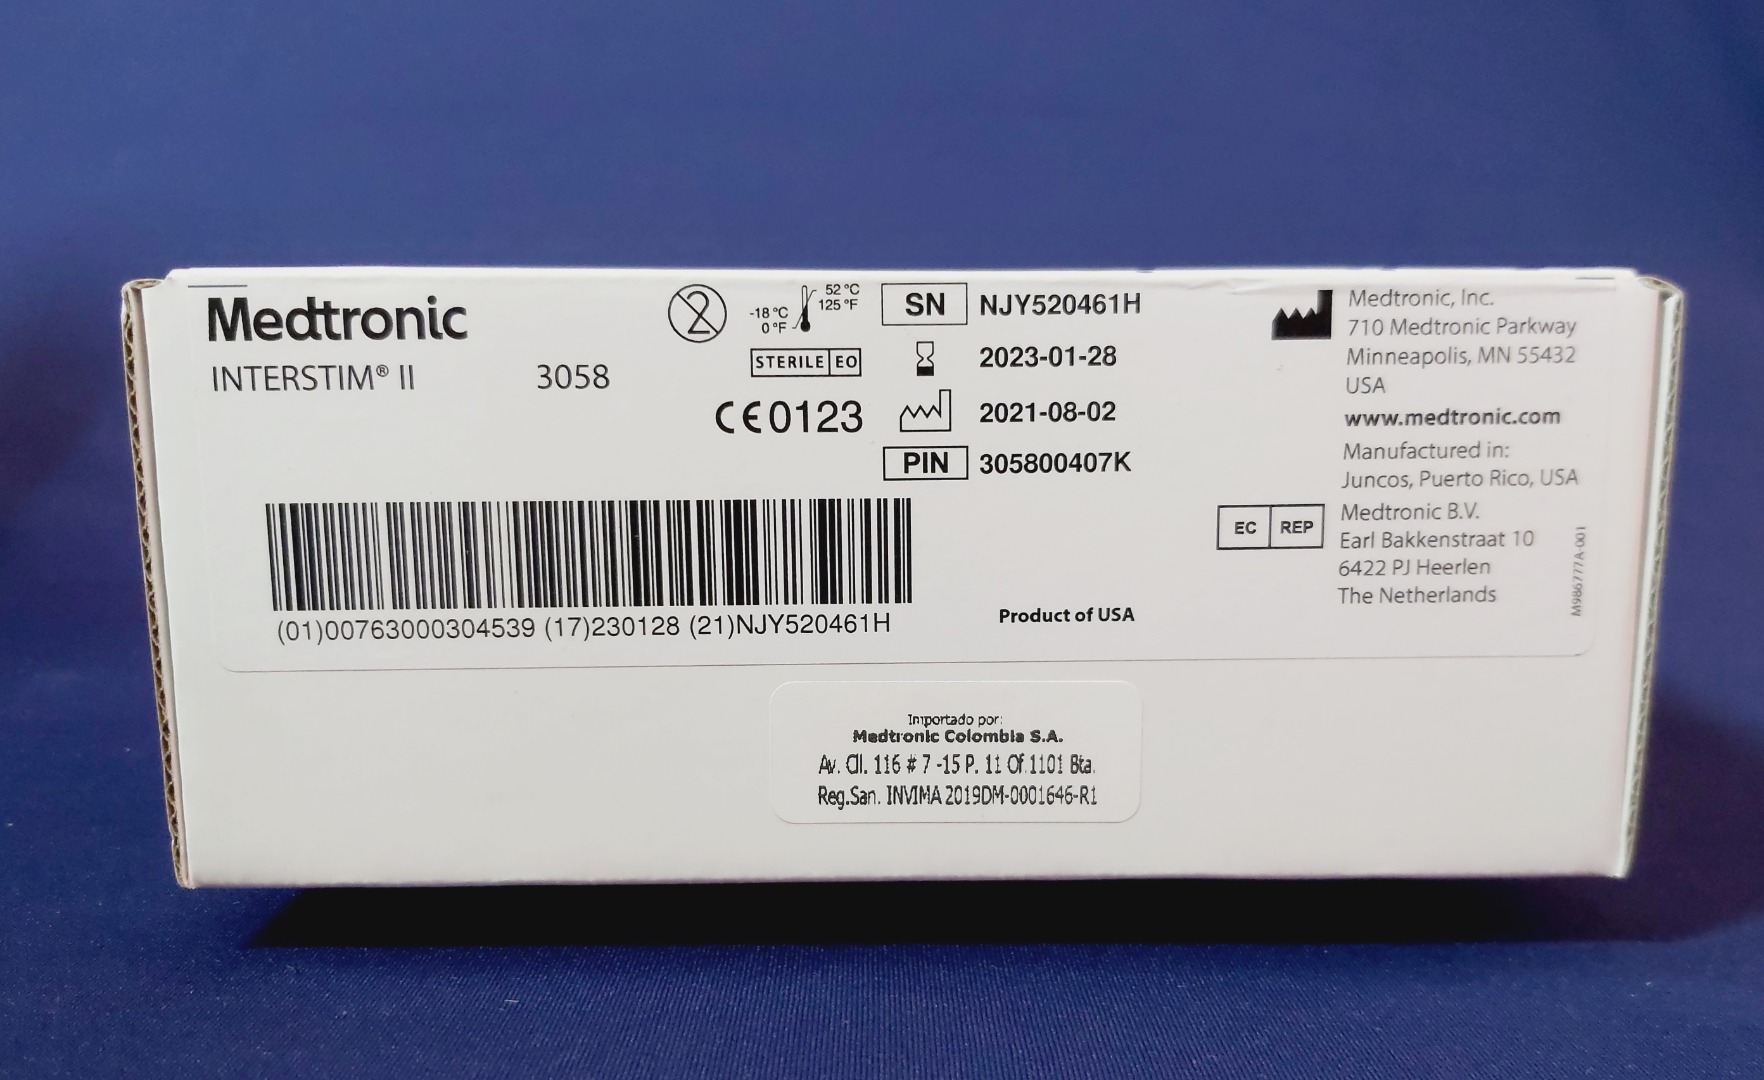 Medtronic
INTERSTIM® II 3058
2
-18 °C
0 °F
52 °C
125 °F
STERILE EO
CE0123
SN NJY520461H
2023-01-28
2021-08-02
PIN 305800407K
(01)00763000304539 (17)230128 (21)NJY520461H
Product of USA
Medtronic, Inc.
710 Medtronic Parkway
Minneapolis, MN 55432
USA
www.medtronic.com
Manufactured in:
Juncos, Puerto Rico, USA
EC REP
Medtronic B.V.
Earl Bakkenstraat 10
6422 PJ Heerlen
The Netherlands
M986777A-001
Importado por:
Medtronic Colombia S.A.
Av. Cll. 116 # 7 -15 P. 11 Of.1101 Bta.
Reg.San. INVIMA 2019DM-0001646-R1